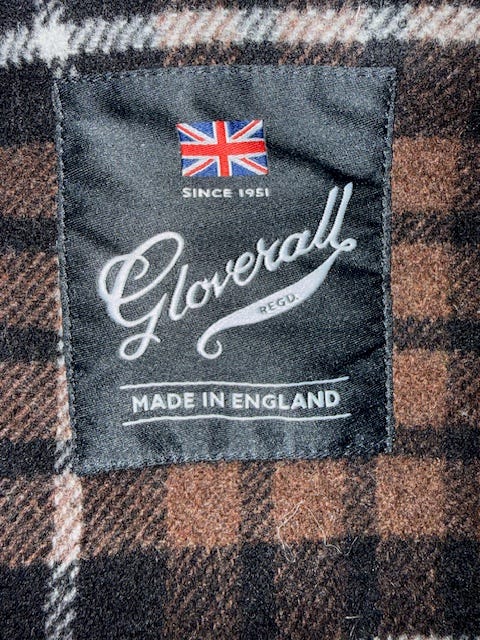 SINCE 1951
Gloverall
REGD.
MADE IN ENGLAND